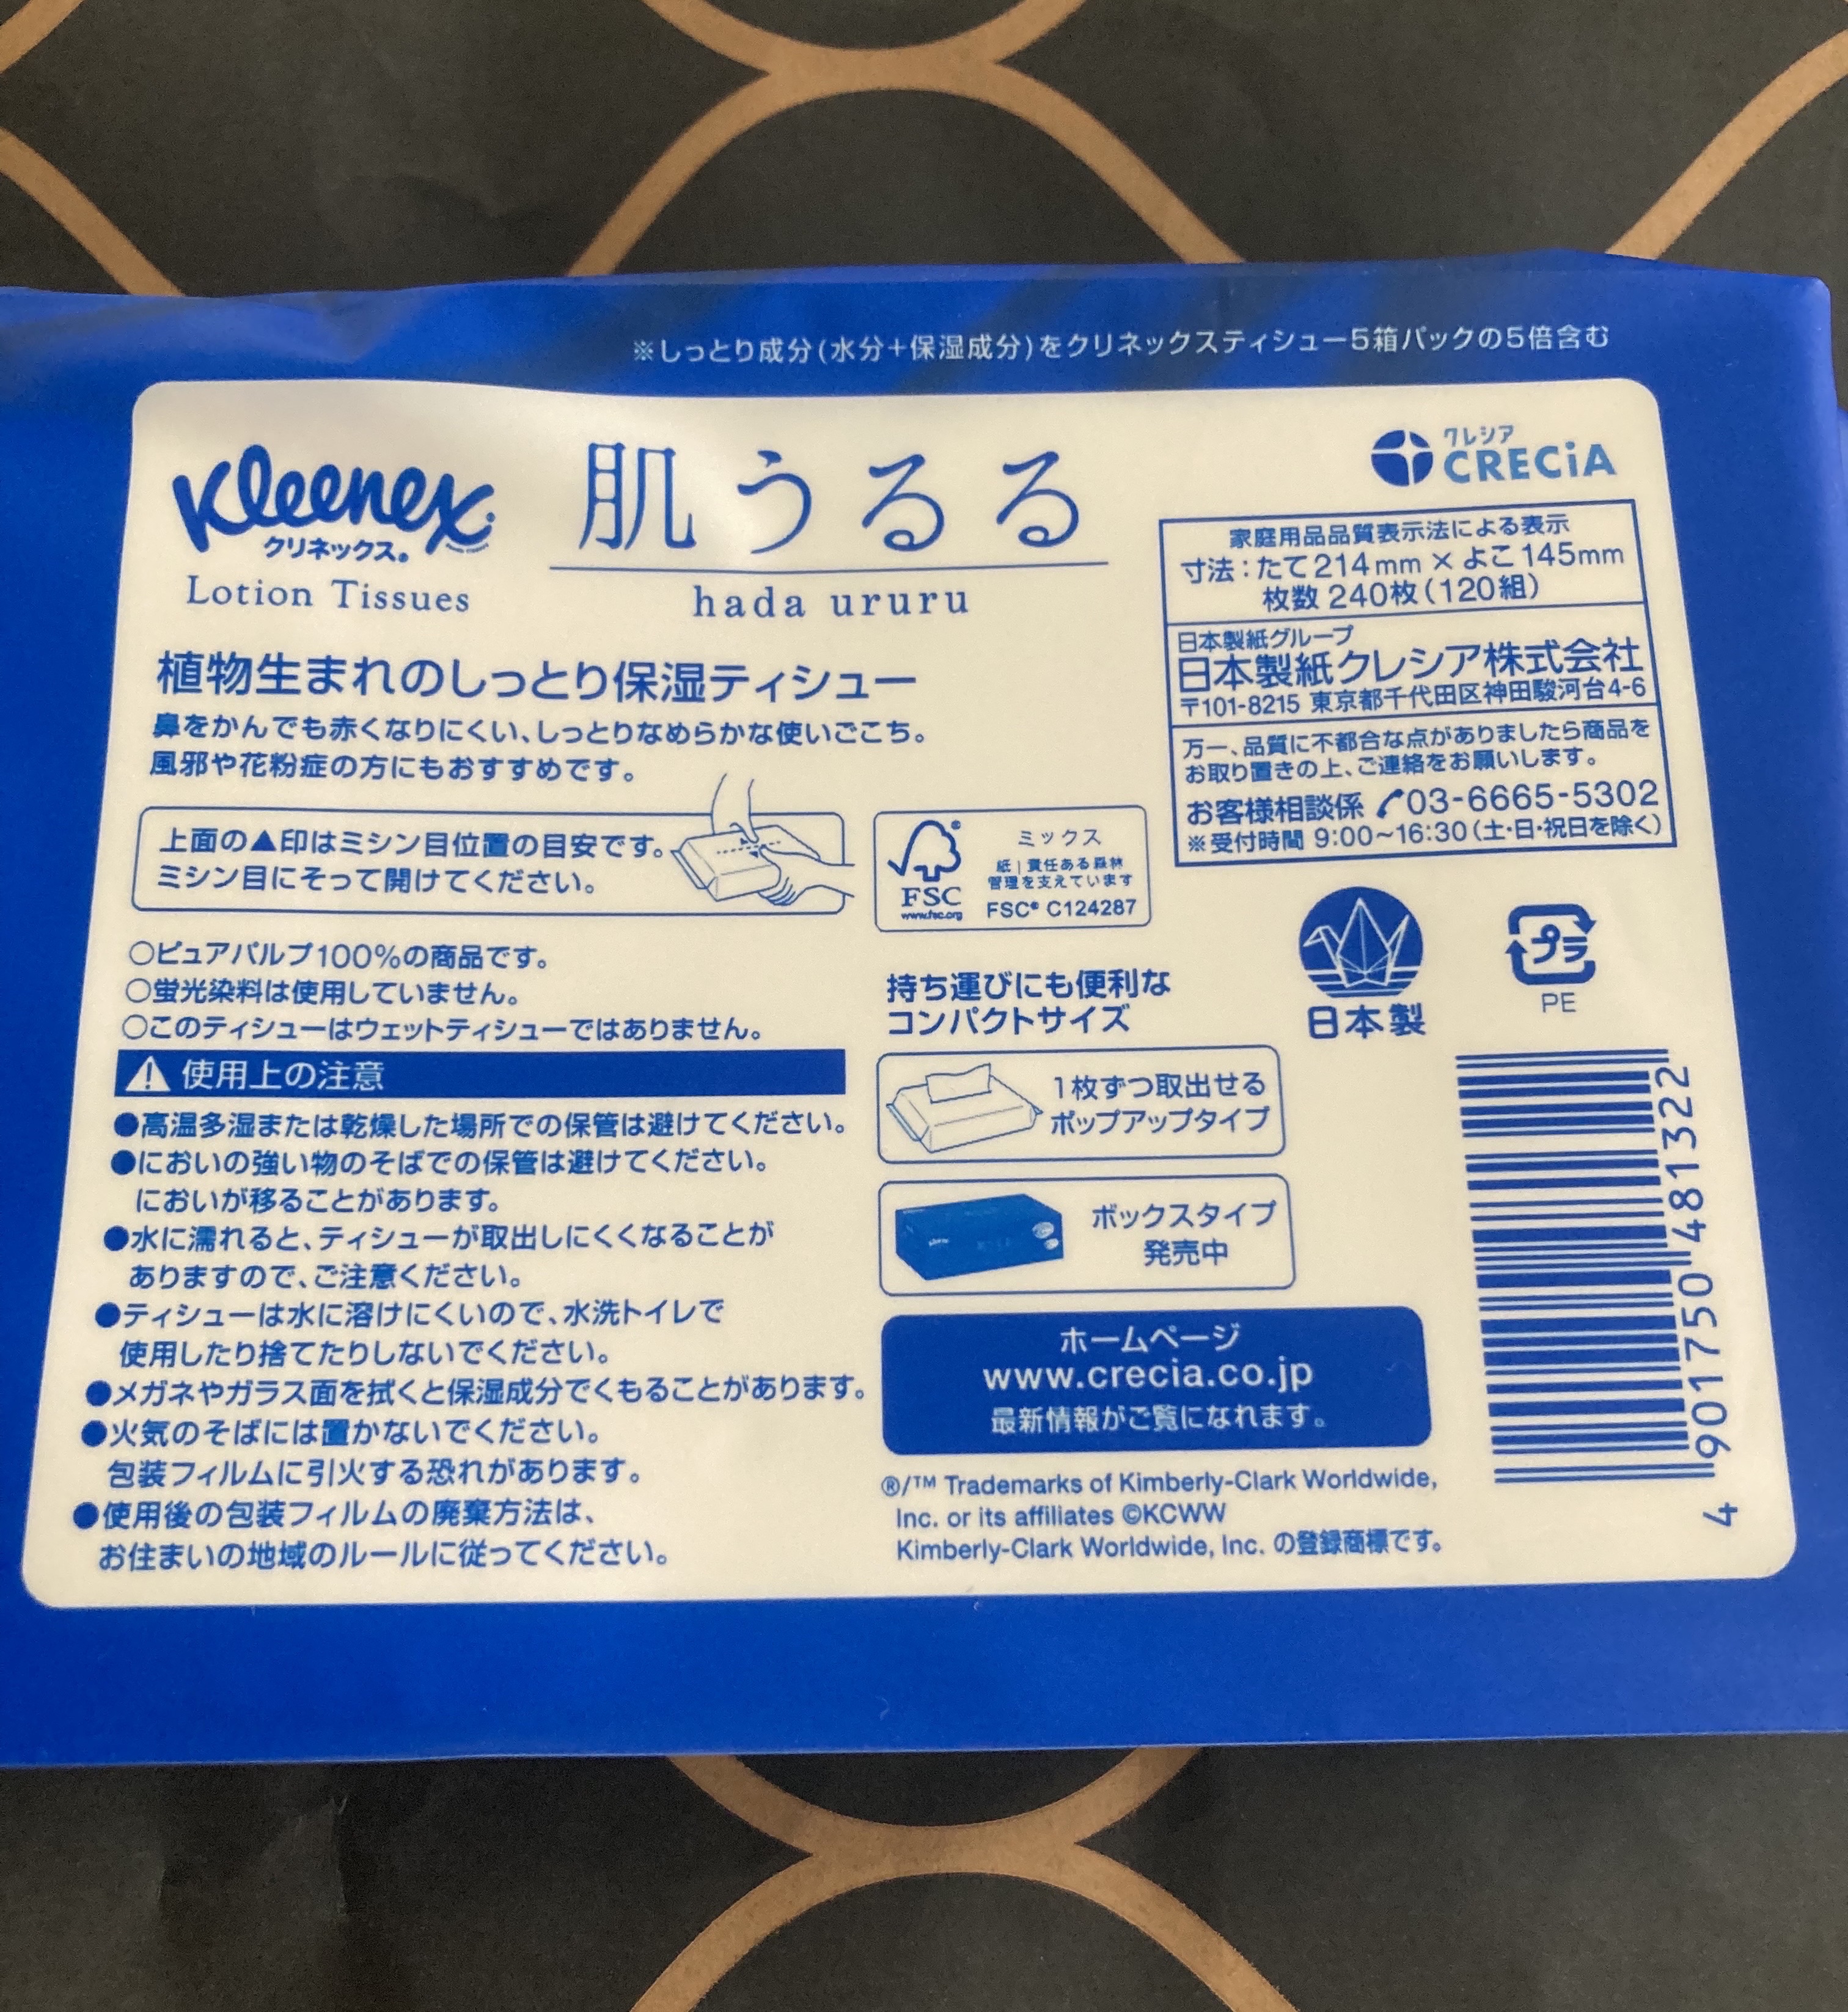 ※しっとり成分(水分+保湿成分)をクリネックスティシュー5箱パックの5倍含む
Kleenex
クリネックス®
Lotion Tissues
肌うるる
hada ururu
植物生まれのしっとり保湿ティシュー
鼻をかんでも赤くなりにくい、しっとりなめらかな使いごこち。
風邪や花粉症の方にもおすすめです。
上面の▲印はミシン目位置の目安です。
ミシン目にそって開けてください。
○ピュアパルプ100%の商品です。
○蛍光染料は使用していません。
○このティシューはウェットティシューではありません。
使用上の注意
●高温多湿または乾燥した場所での保管は避けてください。
●においの強い物のそばでの保管は避けてください。
においが移ることがあります。
●水に濡れると、ティシューが取出しにくくなることが
ありますので、ご注意ください。
●ティシューは水に溶けにくいので、水洗トイレで
使用したり捨てたりしないでください。
●メガネやガラス面を拭くと保湿成分でくもることがあります。
●火気のそばには置かないでください。
包装フィルムに引火する恐れがあります。
●使用後の包装フィルムの廃棄方法は、
お住まいの地域のルールに従ってください。
FSC
www.fsc.org
ミックス
紙|責任ある森林
管理を支えています
FSC® C124287
持ち運びにも便利な
コンパクトサイズ
1枚ずつ取出せる
ポップアップタイプ
ボックスタイプ
発売中
ホームページ
www.crecia.co.jp
最新情報がご覧になれます。
®/™ Trademarks of Kimberly-Clark Worldwide,
Inc. or its affiliates ©KCWW
Kimberly-Clark Worldwide, Inc. の登録商標です。
クレシア
CRECiA
家庭用品品質表示法による表示
寸法:たて214mm×よこ145mm
枚数 240枚(120組)
日本製紙グループ
日本製紙クレシア株式会社
〒101-8215 東京都千代田区神田駿河台4-6
万一、品質に不都合な点がありましたら商品を
お取り置きの上、ご連絡をお願いします。
お客様相談係 03-6665-5302
※受付時間 9:00~16:30(土・日・祝日を除く)
日本製
プラ
PE
4 901750 481322